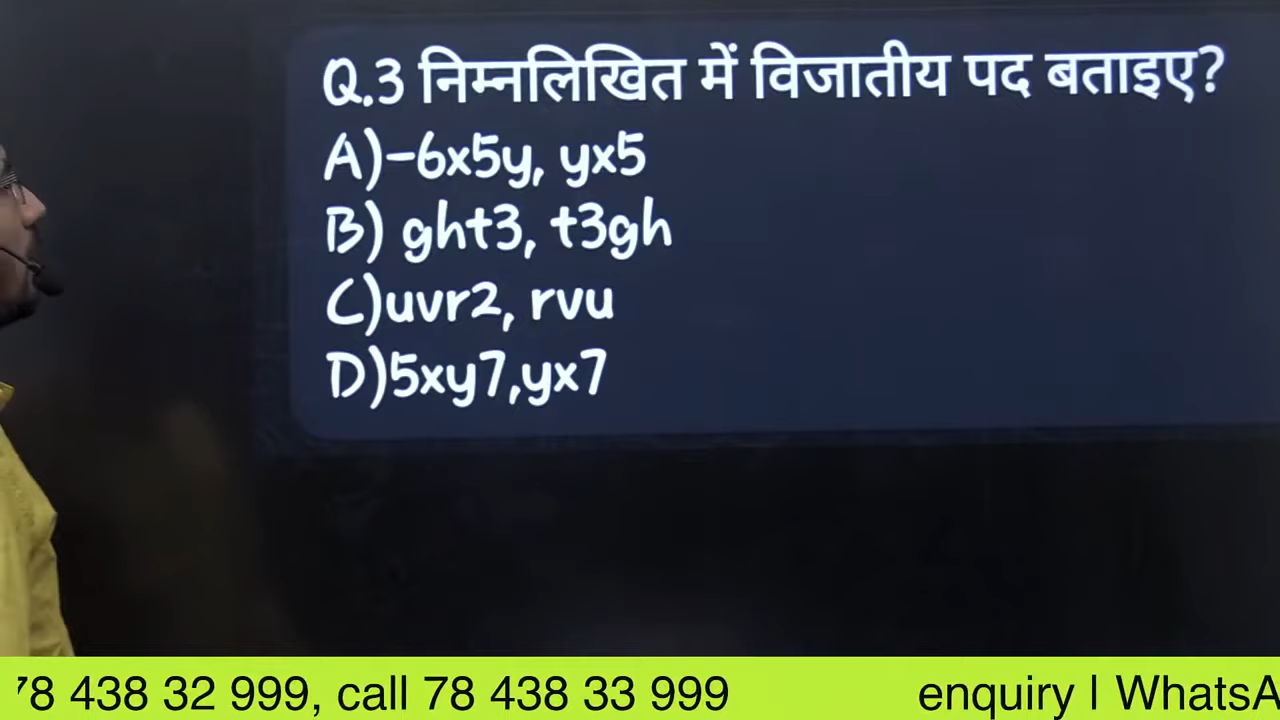 Q.3 निम्नलिखित में विजातीय पद बताइए?
A)-6x5y, yx5
B) ght3, t3gh
C)uvr2, rvu
D)5xy7,yx7
78 438 32 999, call 78 438 33 999 enquiry | WhatsA